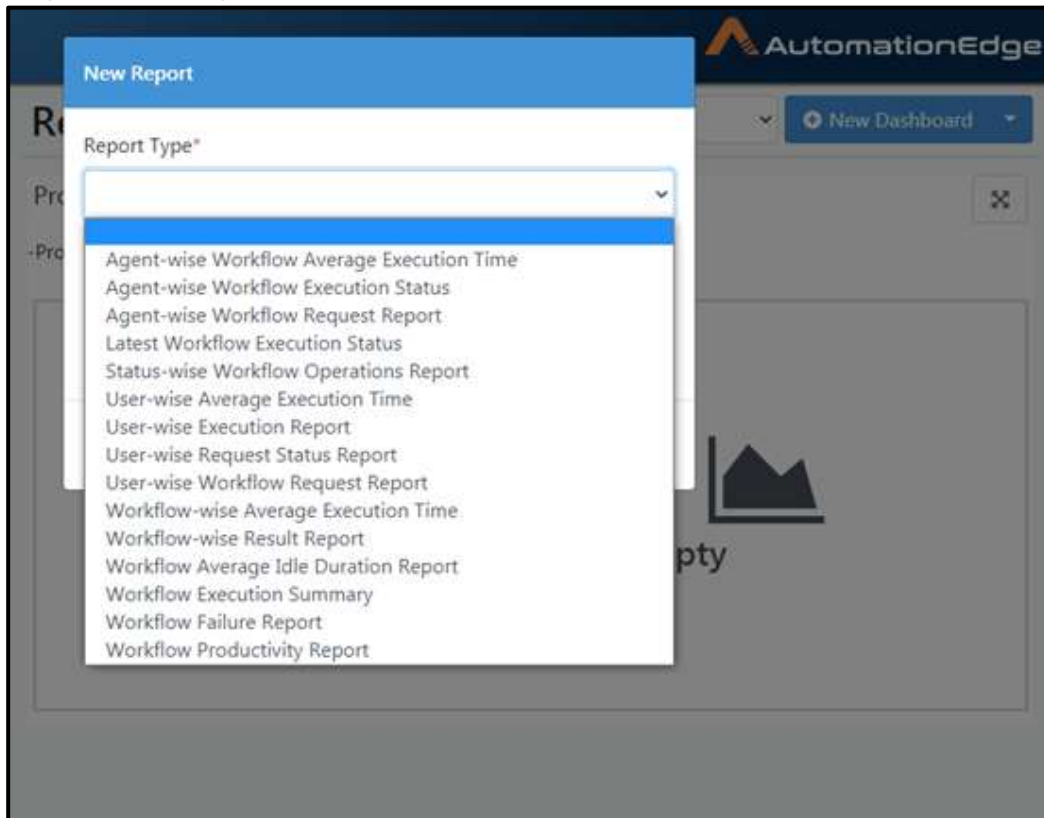 AutomationEdge
New Report
Re
New Dashboard
Report Type*
Pro
-Pro
Agent-wise Workflow Average Execution Time
Agent-wise Workflow Execution Status
Agent-wise Workflow Request Report
Latest Workflow Execution Status
Status-wise Workflow Operations Report
User-wise Average Execution Time
User-wise Execution Report
User-wise Request Status Report
User-wise Workflow Request Report
Workflow-wise Average Execution Time
Workflow-wise Result Report
Workflow Average Idle Duration Report
Workflow Execution Summary
Workflow Failure Report
Workflow Productivity Report
pty